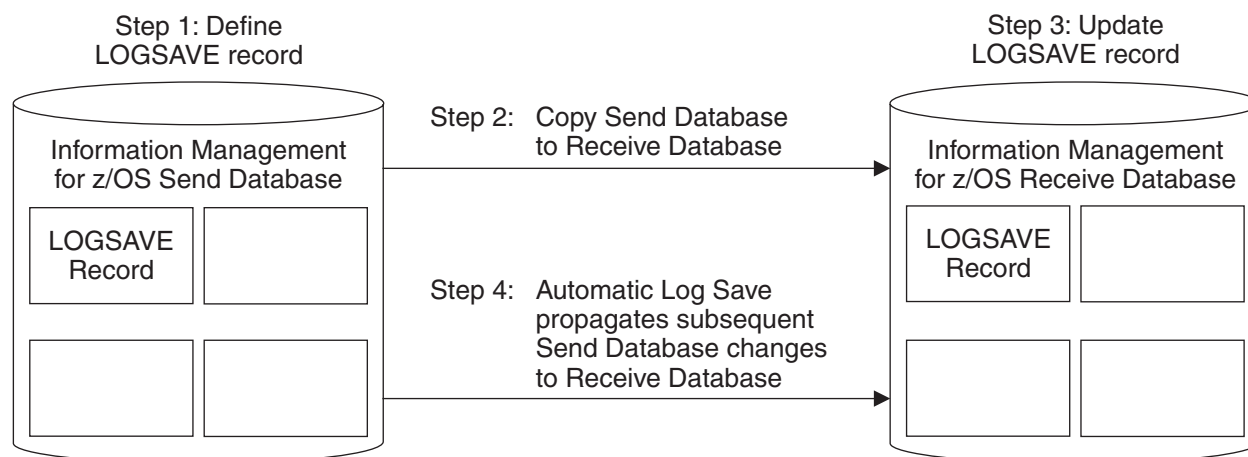 Step 1: Define
LOGSAVE record
Information Management
for z/OS Send Database
LOGSAVE
Record
Step 2: Copy Send Database
to Receive Database
Step 4: Automatic Log Save
propagates subsequent
Send Database changes
to Receive Database
Step 3: Update
LOGSAVE record
Information Management
for z/OS Receive Database
LOGSAVE
Record